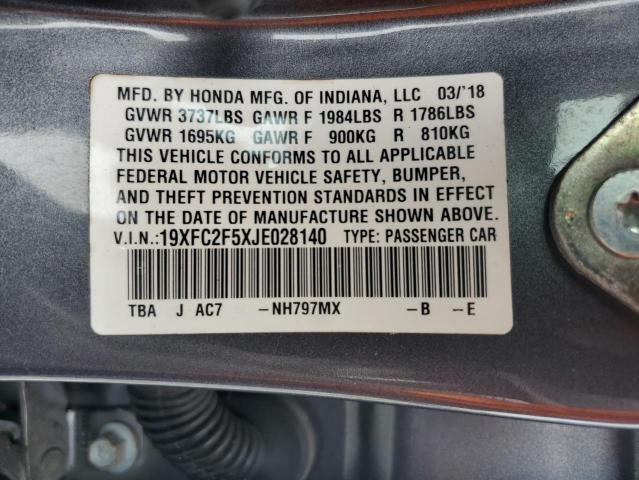 MFD. BY HONDA MFG. OF INDIANA, LLC 03/'18
GVWR 3737LBS GAWR F 1984LBS R 1786LBS
GVWR 1695KG GAWR F 900KG R 810KG
THIS VEHICLE CONFORMS TO ALL APPLICABLE
FEDERAL MOTOR VEHICLE SAFETY, BUMPER,
AND THEFT PREVENTION STANDARDS IN EFFECT
ON THE DATE OF MANUFACTURE SHOWN ABOVE.
V.I.N.:19XFC2F5XJE028140 TYPE: PASSENGER CAR
TBA J AC7 -NH797MX -B -E